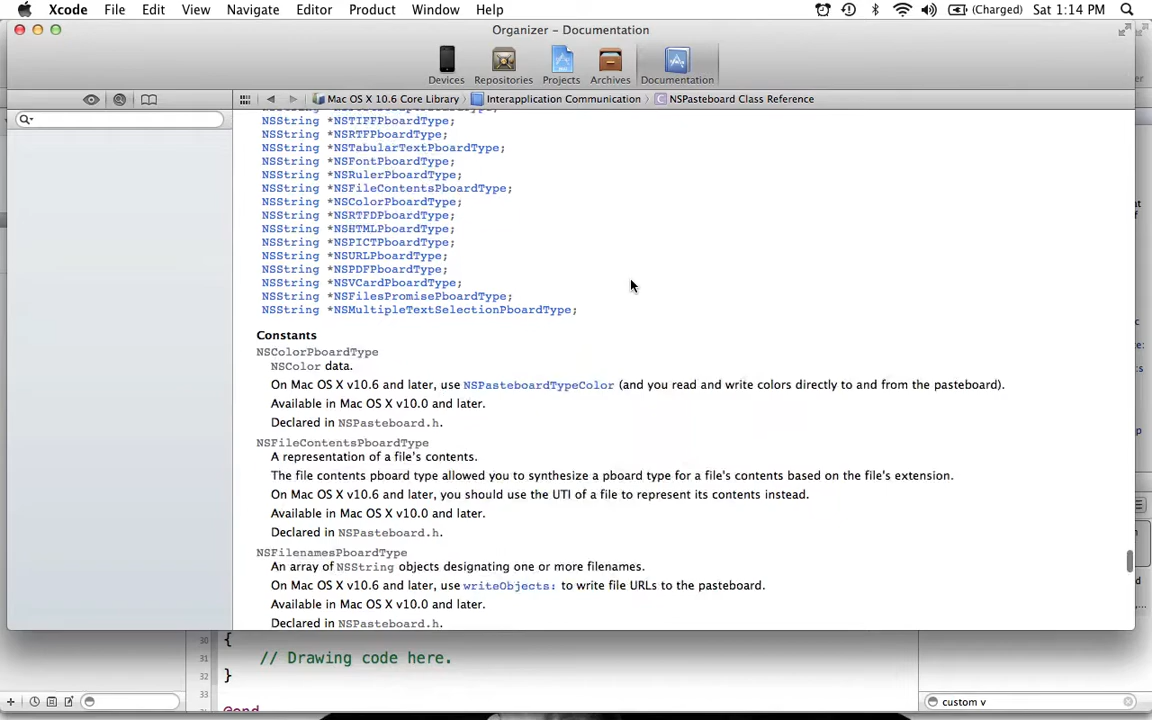 Xcode File Edit View Navigate Editor Product Window Help (Charged) Sat 1:14 PM
Organizer – Documentation
Devices Repositories Projects Archives Documentation
Mac OS X 10.6 Core Library Interapplication Communication NSPasteboard Class Reference
NSString *NSTIFFPboardType;
NSString *NSRTFPboardType;
NSString *NSTabularTextPboardType;
NSString *NSFontPboardType;
NSString *NSRulerPboardType;
NSString *NSFileContentsPboardType;
NSString *NSColorPboardType;
NSString *NSRTFDPboardType;
NSString *NSHTMLPboardType;
NSString *NSPICTPboardType;
NSString *NSURLPboardType;
NSString *NSPDFPboardType;
NSString *NSVCardPboardType;
NSString *NSFilesPromisePboardType;
NSString *NSMultipleTextSelectionPboardType;
Constants
NSColorPboardType
NSColor data.
On Mac OS X v10.6 and later, use NSPasteboardTypeColor (and you read and write colors directly to and from the pasteboard).
Available in Mac OS X v10.0 and later.
Declared in NSPasteboard.h.
NSFileContentsPboardType
A representation of a file's contents.
The file contents pboard type allowed you to synthesize a pboard type for a file's contents based on the file's extension.
On Mac OS X v10.6 and later, you should use the UTI of a file to represent its contents instead.
Available in Mac OS X v10.0 and later.
Declared in NSPasteboard.h.
NSFilenamesPboardType
An array of NSString objects designating one or more filenames.
On Mac OS X v10.6 and later, use writeObjects: to write file URLs to the pasteboard.
Available in Mac OS X v10.0 and later.
Declared in NSPasteboard.h.
30 {
31 // Drawing code here.
32 }
33
@end
custom v